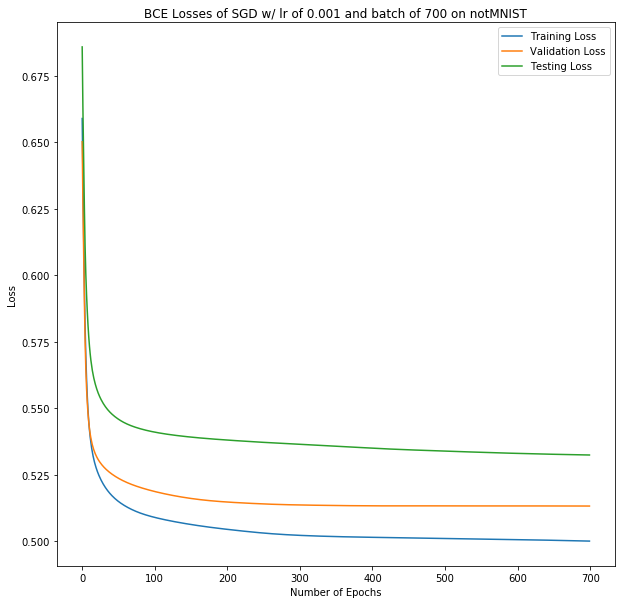 BCE Losses of SGD w/ lr of 0.001 and batch of 700 on notMNIST
Training Loss
Validation Loss
Testing Loss
0.675
0.650
0.625
0.600
0.575
0.550
0.525
0.500
Loss
0 100 200 300 400 500 600 700
Number of Epochs